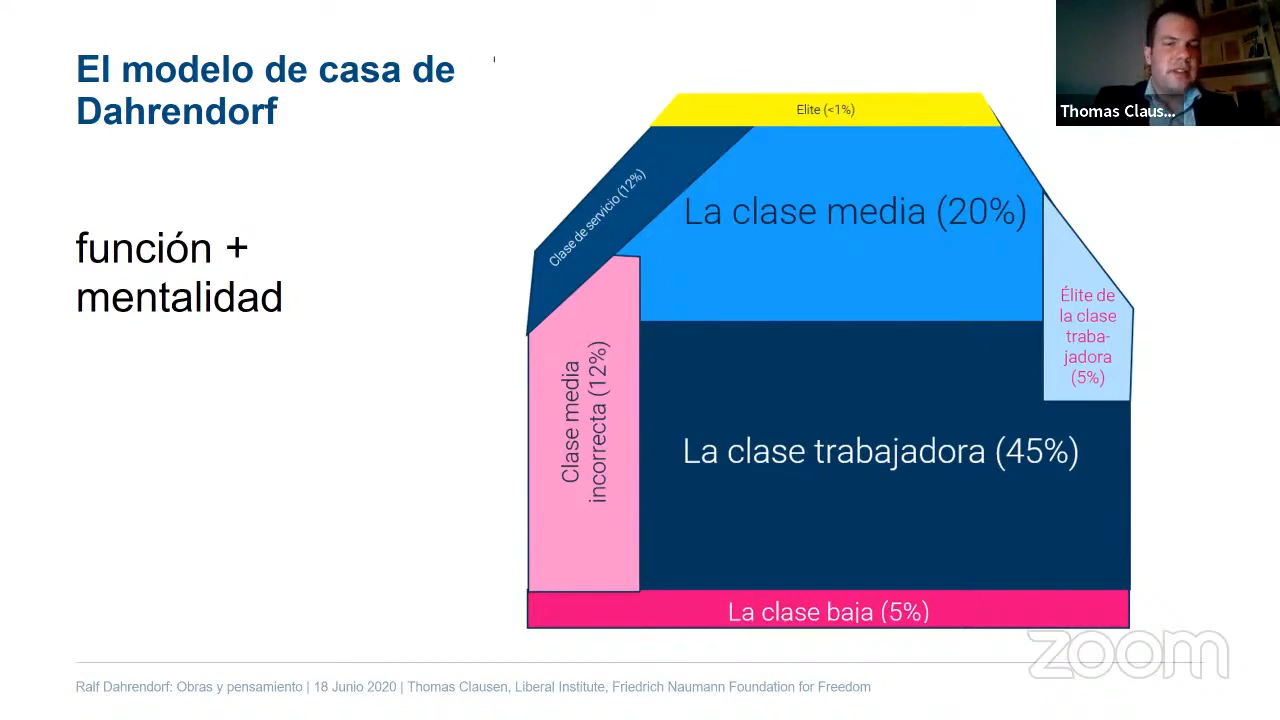 El modelo de casa de
Dahrendorf
función +
mentalidad
Elite (<1%)
Clase de servicio (12%)
La clase media (20%)
Élite de
la clase
traba-
jadora
(5%)
Clase media
incorrecta (12%)
La clase trabajadora (45%)
La clase baja (5%)
Thomas Claus...
zoom
Ralf Dahrendorf: Obras y pensamiento | 18 Junio 2020 | Thomas Clausen, Liberal Institute, Friedrich Naumann Foundation for Freedom